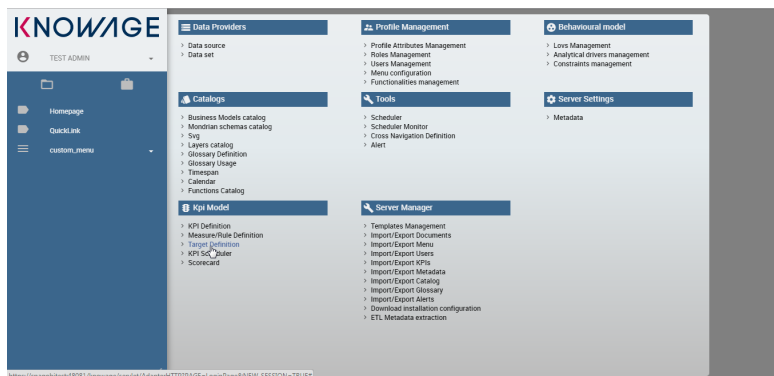 KNOWAGE
TEST ADMIN
Homepage
QuickLink
custom_menu
Data Providers
> Data source
> Data set
Profile Management
> Profile Attributes Management
> Roles Management
> Users Management
> Menu configuration
> Functionalities management
Behavioural model
> Lovs Management
> Analytical drivers management
> Constraints management
Catalogs
> Business Models catalog
> Mondrian schemas catalog
> Svg
> Layers catalog
> Glossary Definition
> Glossary Usage
> Timespan
> Calendar
> Functions Catalog
Tools
> Scheduler
> Scheduler Monitor
> Cross Navigation Definition
> Alert
Server Settings
> Metadata
Kpi Model
> KPI Definition
> Measure/Rule Definition
> Target Definition
> KPI Scheduler
> Scorecard
Server Manager
> Templates Management
> Import/Export Documents
> Import/Export Menu
> Import/Export Users
> Import/Export KPIs
> Import/Export Metadata
> Import/Export Catalog
> Import/Export Glossary
> Import/Export Alerts
> Download installation configuration
> ETL Metadata extraction